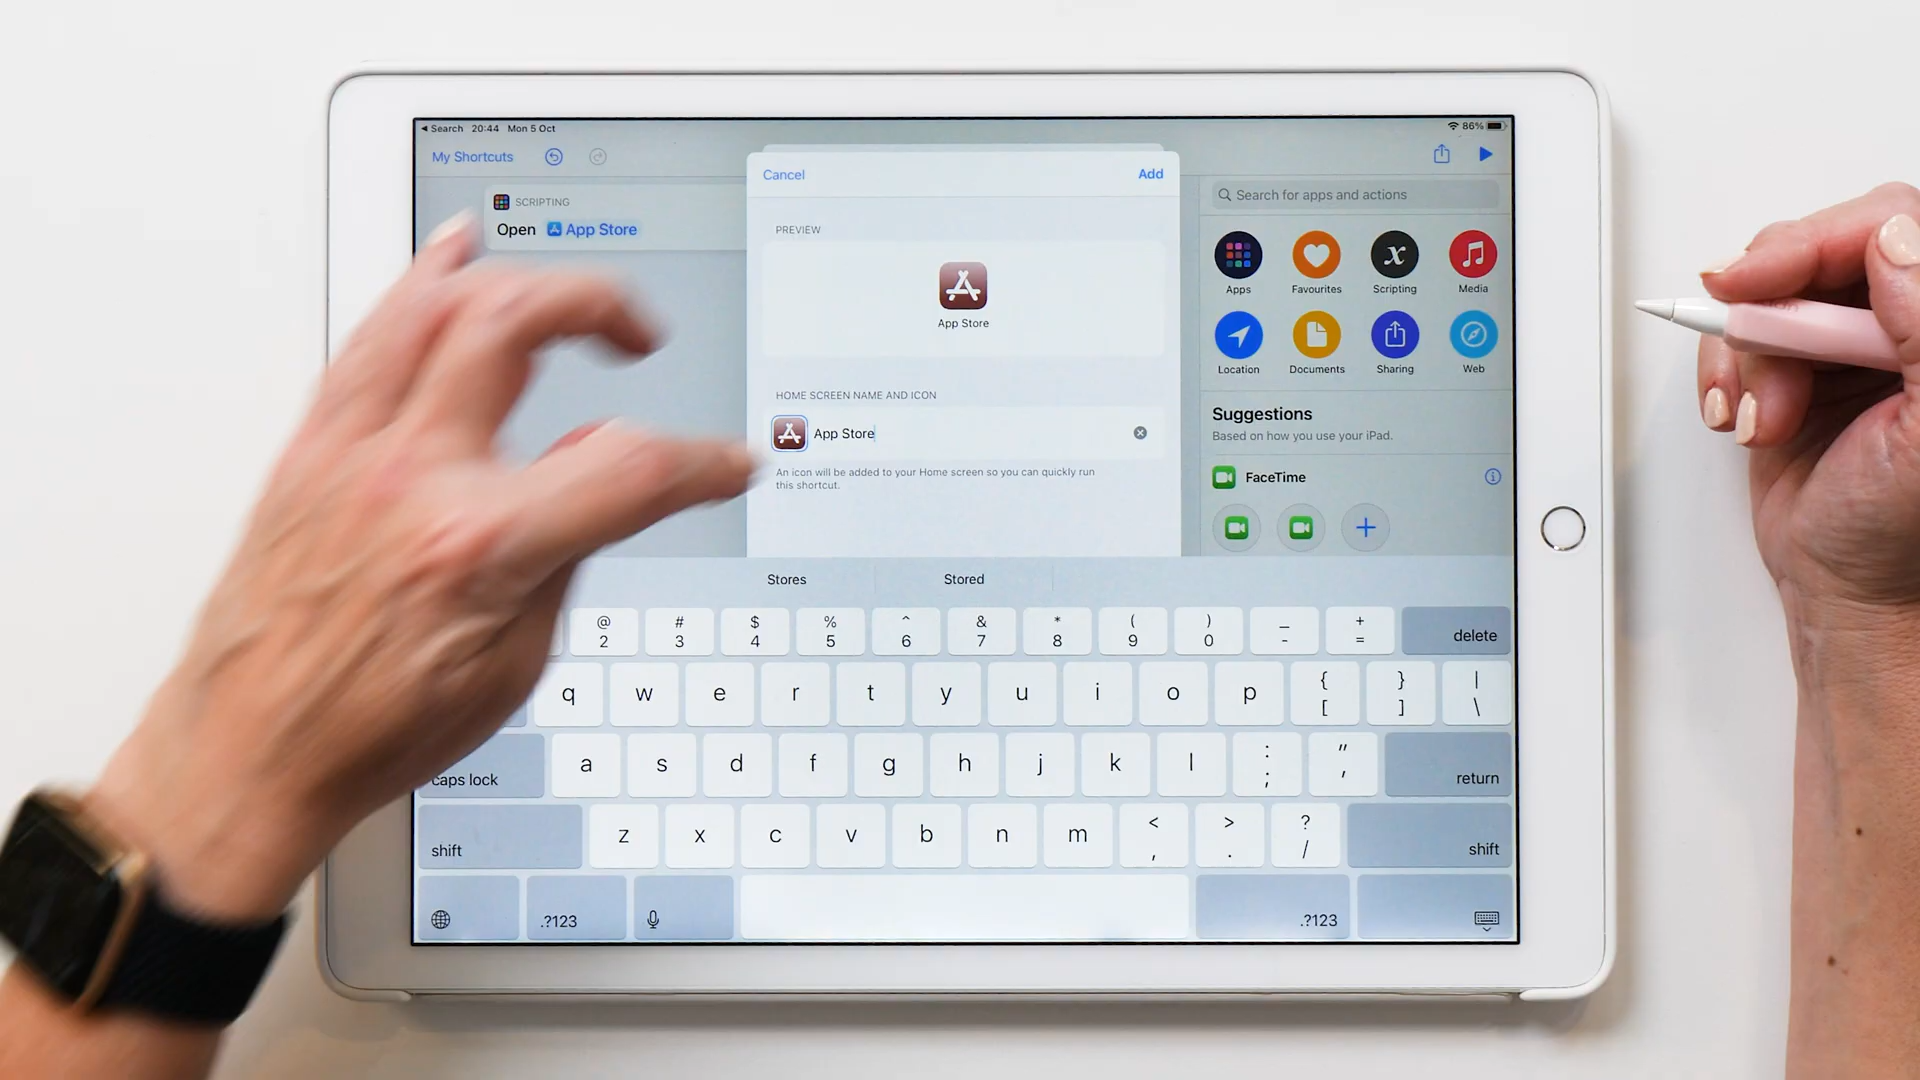 ◀ Search 20:44 Mon 5 Oct
86%
My Shortcuts
Cancel
Add
Search for apps and actions
SCRIPTING
Open App Store
PREVIEW
App Store
HOME SCREEN NAME AND ICON
App Store
An icon will be added to your Home screen so you can quickly run
this shortcut.
Apps Favourites Scripting Media
Location Documents Sharing Web
Suggestions
Based on how you use your iPad.
FaceTime
Stores Stored
@ # $ % ^ & * ( ) _ +
2 3 4 5 6 7 8 9 0 - = delete
q w e r t y u i o p { } |
[ ] \
caps lock a s d f g h j k l : "
; ' return
shift z x c v b n m < > ?
, . / shift
.?123 .?123